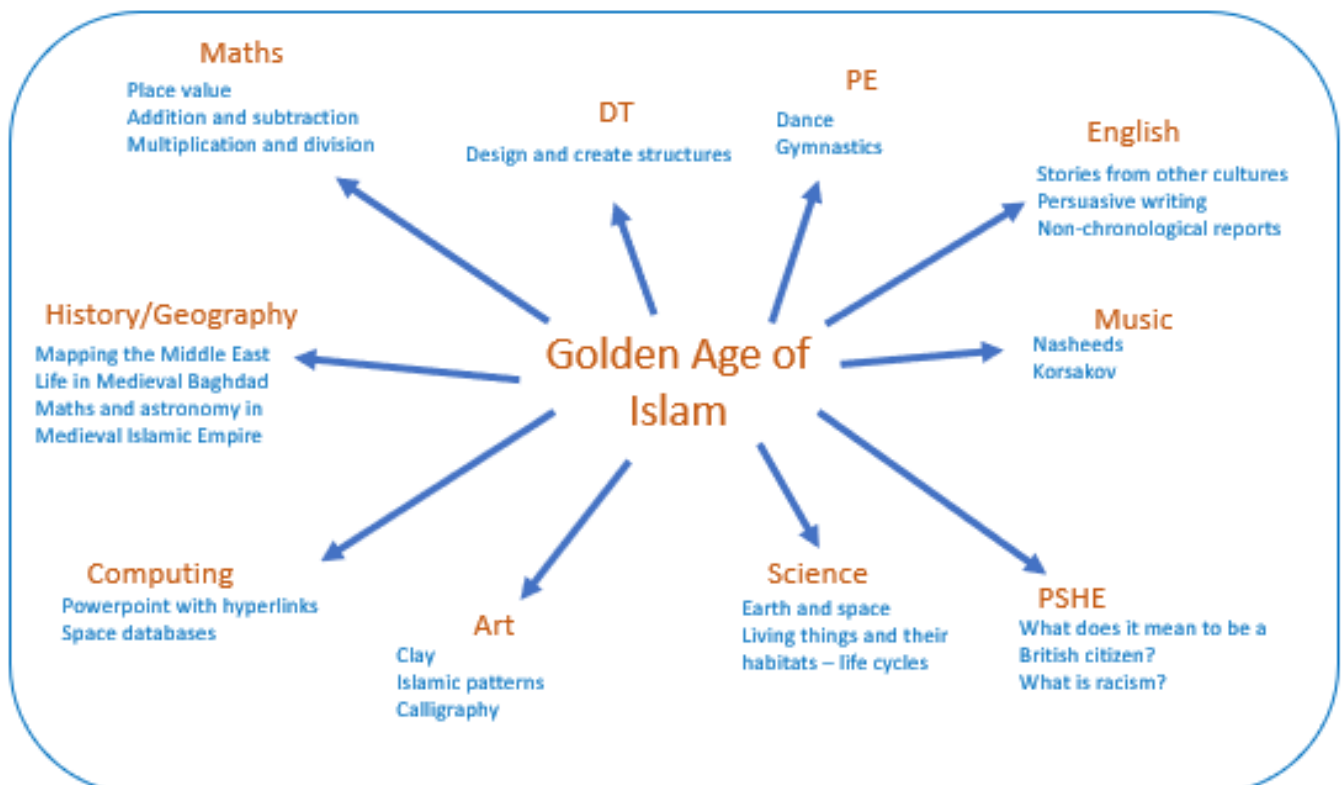 Maths
Place value
Addition and subtraction
Multiplication and division
DT
Design and create structures
PE
Dance
Gymnastics
English
Stories from other cultures
Persuasive writing
Non-chronological reports
History/Geography
Mapping the Middle East
Life in Medieval Baghdad
Maths and astronomy in
Medieval Islamic Empire
Golden Age of
Islam
Music
Nasheeds
Korsakov
Computing
Powerpoint with hyperlinks
Space databases
Art
Clay
Islamic patterns
Calligraphy
Science
Earth and space
Living things and their
habitats – life cycles
PSHE
What does it mean to be a
British citizen?
What is racism?